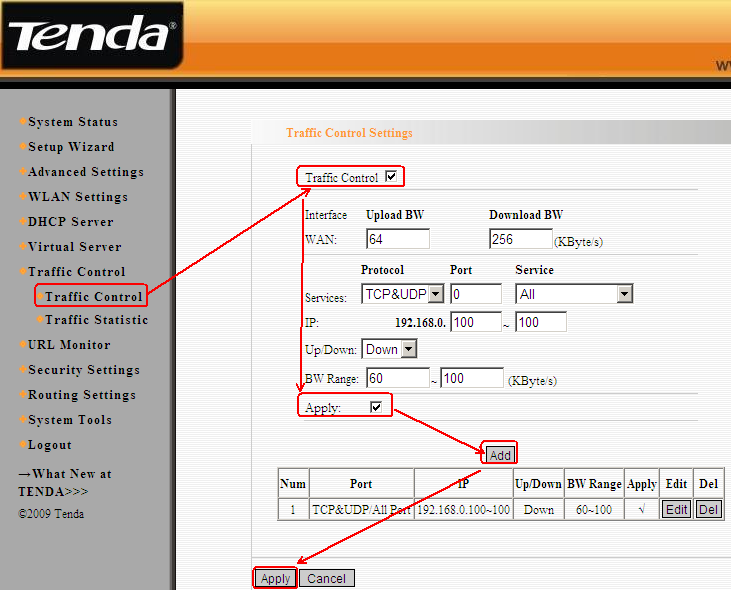 Tenda®
w
System Status
Setup Wizard
Advanced Settings
WLAN Settings
DHCP Server
Virtual Server
Traffic Control
Traffic Control
Traffic Statistic
URL Monitor
Security Settings
Routing Settings
System Tools
Logout
→What New at
TENDA>>>
©2009 Tenda
Traffic Control Settings
Traffic Control
Interface Upload BW Download BW
WAN: 64 256 (KByte/s)
Protocol Port Service
Services: TCP&UDP 0 All
IP: 192.168.0. 100 ~ 100
Up/Down: Down
BW Range: 60 ~ 100 (KByte/s)
Apply:
Add
Num Port IP Up/Down BW Range Apply Edit Del
1 TCP&UDP/All Port 192.168.0.100~100 Down 60~100 √ Edit Del
Apply Cancel